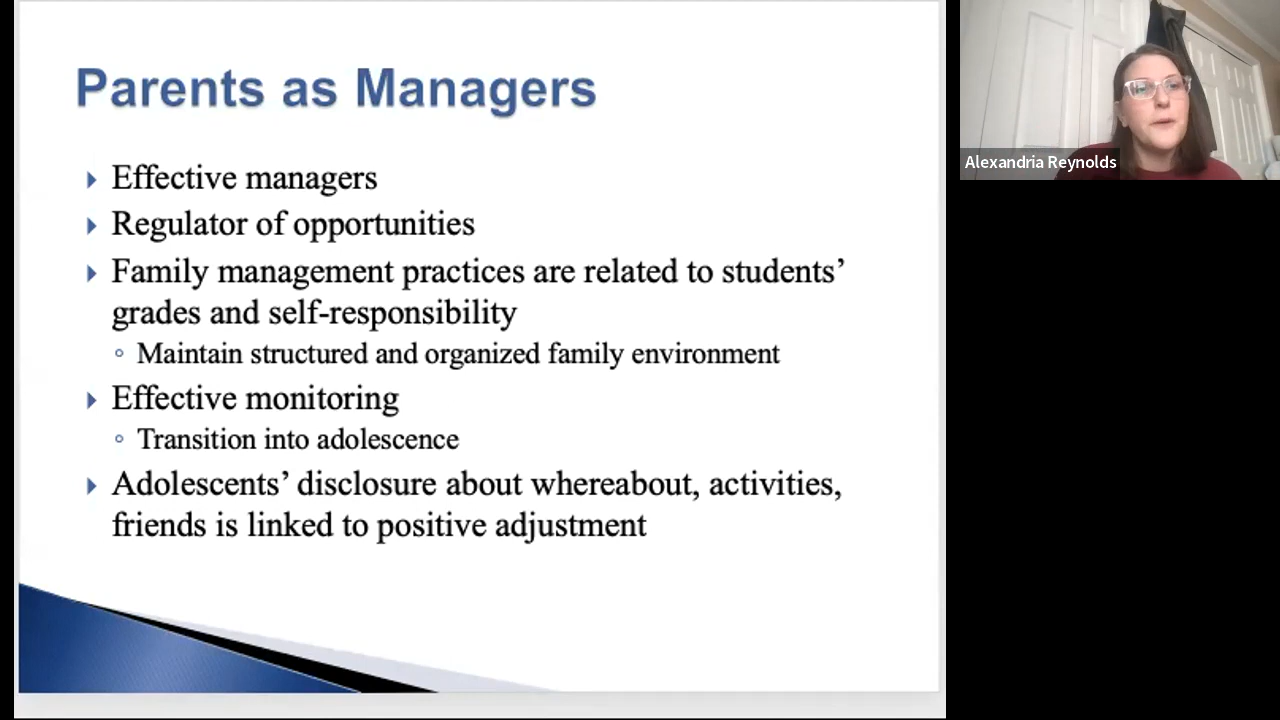 Parents as Managers
Effective managers
Regulator of opportunities
Family management practices are related to students’
grades and self-responsibility
Maintain structured and organized family environment
Effective monitoring
Transition into adolescence
Adolescents’ disclosure about whereabout, activities,
friends is linked to positive adjustment
Alexandria Reynolds